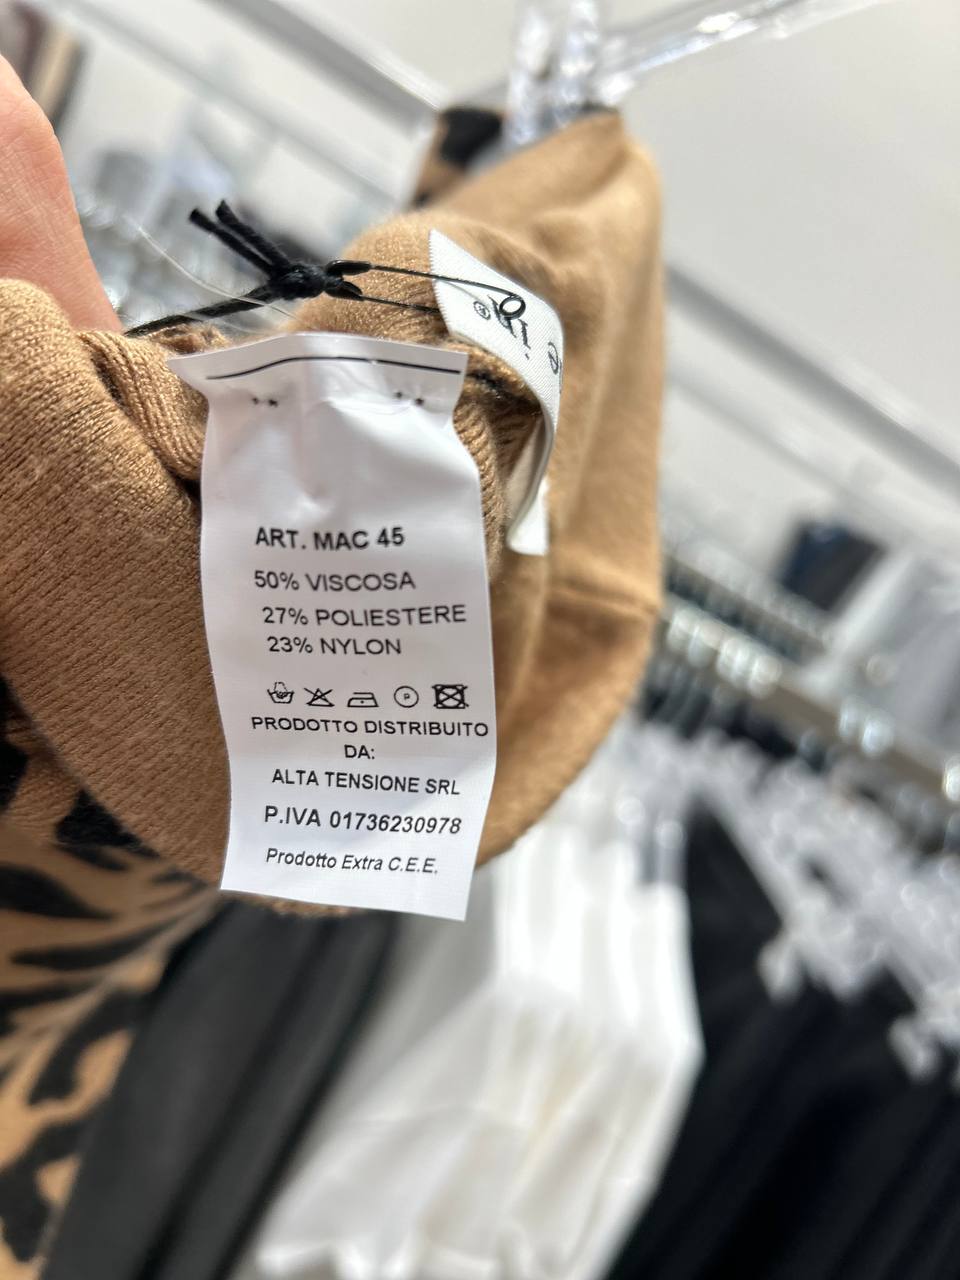 ART. MAC 45
50% VISCOSA
27% POLIESTERE
23% NYLON
PRODOTTO DISTRIBUITO
DA:
ALTA TENSIONE SRL
P.IVA 01736230978
Prodotto Extra C.E.E.